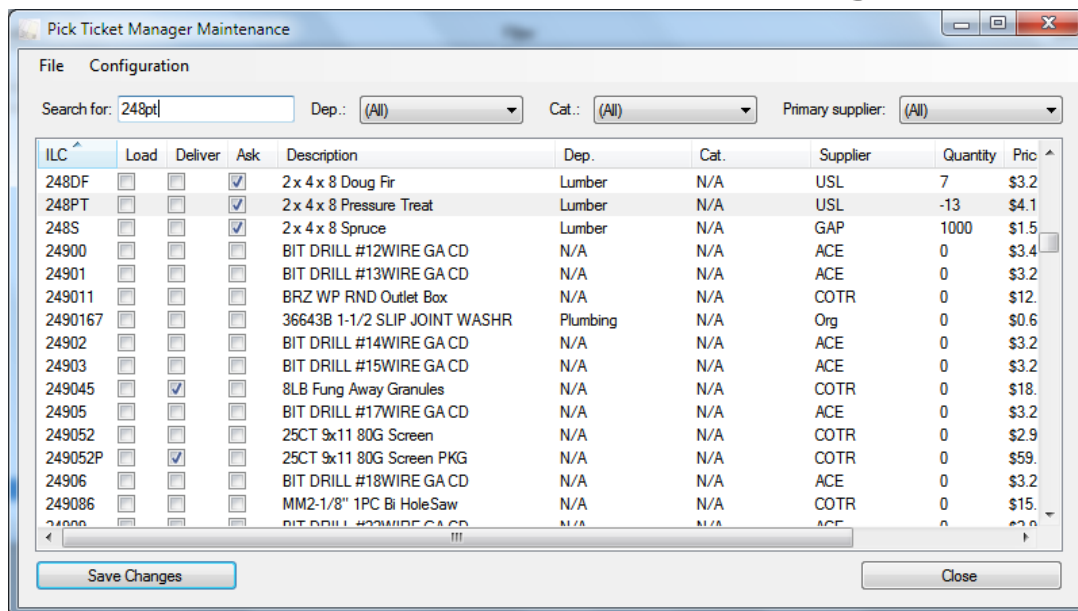 Pick Ticket Manager Maintenance
File Configuration
Search for: 248pt Dep.: (All) Cat.: (All) Primary supplier: (All)
ILC Load Deliver Ask Description Dep. Cat. Supplier Quantity Pric
248DF 2 x 4 x 8 Doug Fir Lumber N/A USL 7 $3.2
248PT 2 x 4 x 8 Pressure Treat Lumber N/A USL -13 $4.1
248S 2 x 4 x 8 Spruce Lumber N/A GAP 1000 $1.5
24900 BIT DRILL #12WIRE GA CD N/A N/A ACE 0 $3.4
24901 BIT DRILL #13WIRE GA CD N/A N/A ACE 0 $3.2
249011 BRZ WP RND Outlet Box N/A N/A COTR 0 $12.
2490167 36643B 1-1/2 SLIP JOINT WASHR Plumbing N/A Org 0 $0.6
24902 BIT DRILL #14WIRE GA CD N/A N/A ACE 0 $3.2
24903 BIT DRILL #15WIRE GA CD N/A N/A ACE 0 $3.2
249045 8LB Fung Away Granules N/A N/A COTR 0 $18.
24905 BIT DRILL #17WIRE GA CD N/A N/A ACE 0 $3.2
249052 25CT 9x11 80G Screen N/A N/A COTR 0 $2.9
249052P 25CT 9x11 80G Screen PKG N/A N/A COTR 0 $59.
24906 BIT DRILL #18WIRE GA CD N/A N/A ACE 0 $3.2
249086 MM2-1/8" 1PC Bi HoleSaw N/A N/A COTR 0 $15.
24909 BIT DRILL #22WIRE GA CD N/A N/A ACE 0
Save Changes Close